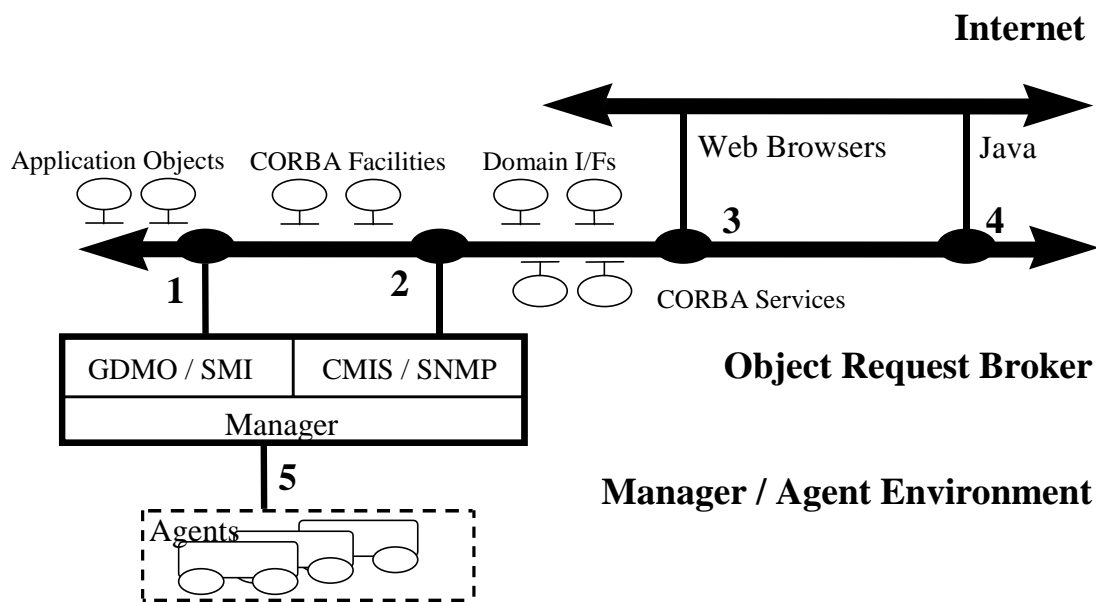 Internet
Web Browsers
Java
Application Objects
CORBA Facilities
Domain I/Fs
3
4
1
2
CORBA Services
GDMO / SMI
CMIS / SNMP
Object Request Broker
Manager
5
Manager / Agent Environment
Agents